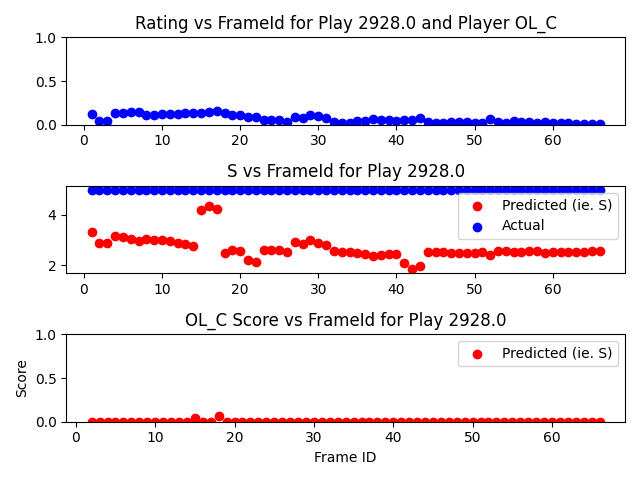 Rating vs FrameId for Play 2928.0 and Player OL_C
1.0
0.5
0.0
0 10 20 30 40 50 60
S vs FrameId for Play 2928.0
4
2
Predicted (ie. S)
Actual
0 10 20 30 40 50 60
OL_C Score vs FrameId for Play 2928.0
Score
1.0
0.5
0.0
Predicted (ie. S)
0 10 20 30 40 50 60
Frame ID